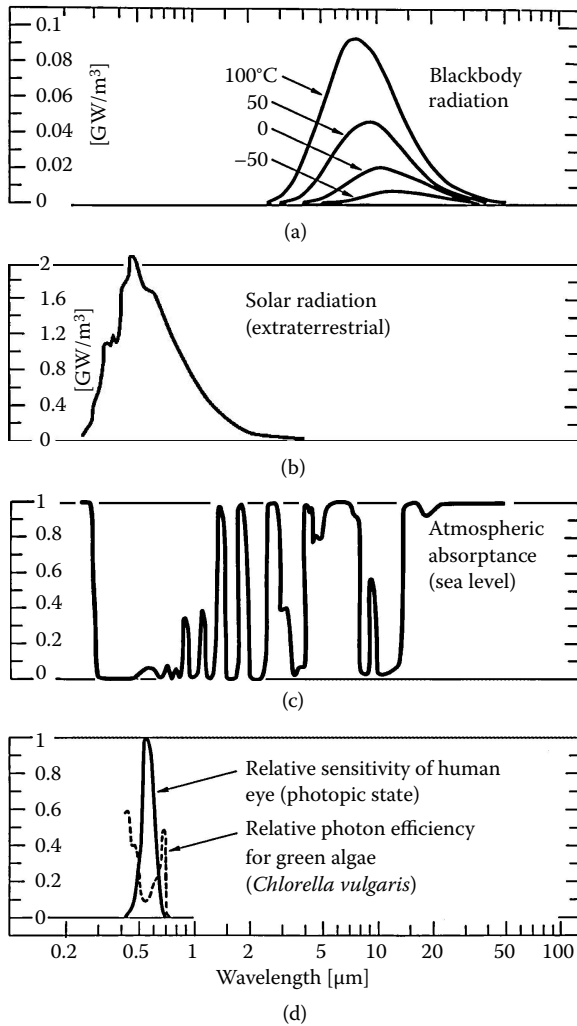 0.1
0.08
0.06
0.04
0.02
0
[GW/m³]
100°C
50
0
−50
Blackbody
radiation
(a)
2
1.6
1.2
0.8
0.4
0
[GW/m³]
Solar radiation
(extraterrestrial)
(b)
1
0.8
0.6
0.4
0.2
0
Atmospheric
absorptance
(sea level)
(c)
1
0.8
0.6
0.4
0.2
0
Relative sensitivity of human
eye (photopic state)
Relative photon efficiency
for green algae
(Chlorella vulgaris)
0.2 0.5 1 2 5 10 20 50 100
Wavelength [µm]
(d)